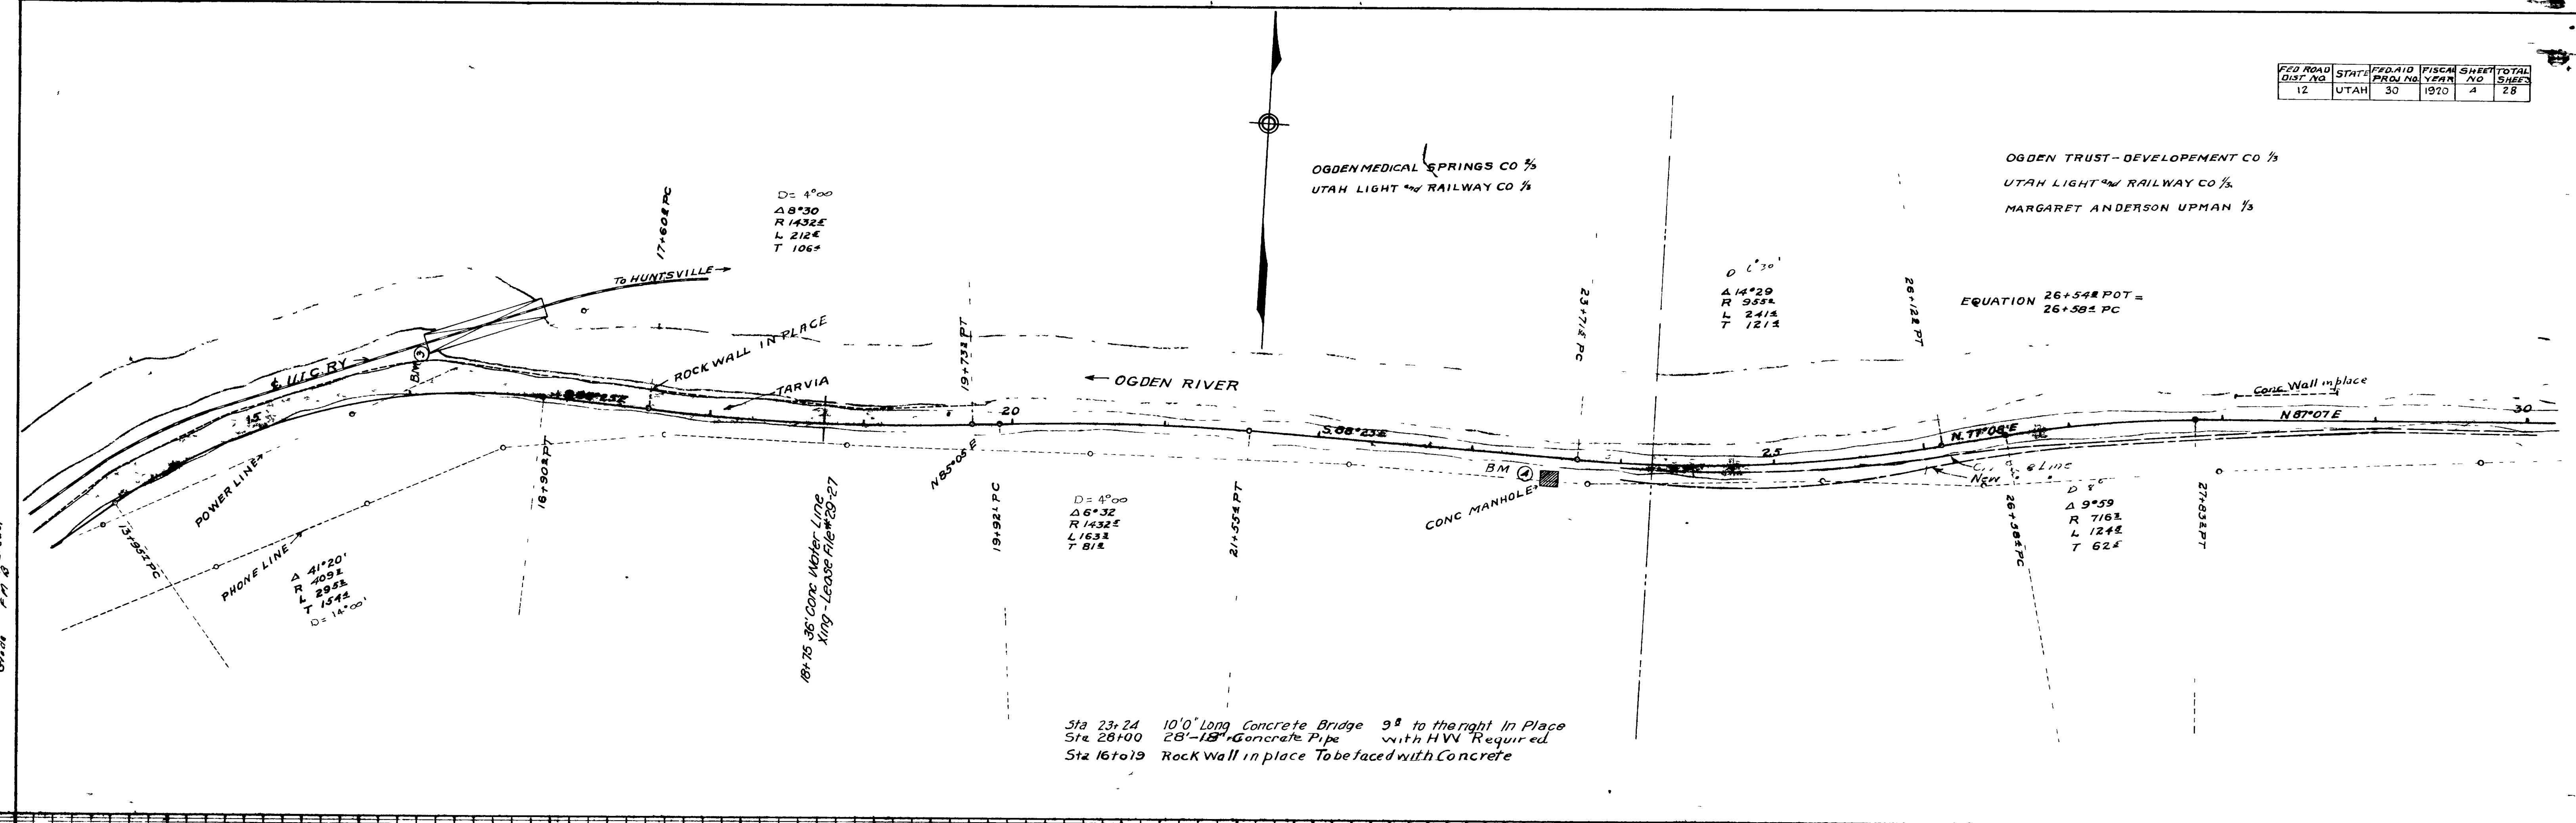 FED ROAD DIST NO STATE FED. AID PROJ NO. FISCAL YEAR SHEET NO TOTAL SHEETS
12 UTAH 30 1920 4 28
OGDEN MEDICAL SPRINGS CO 2/3
UTAH LIGHT and RAILWAY CO 1/3
OGDEN TRUST-DEVELOPEMENT CO 1/3
UTAH LIGHT and RAILWAY CO 1/3.
MARGARET ANDERSON UPMAN 1/3
D= 4°00
Δ 8°30
R 1432
L 212
T 106
17+60 PC
TO HUNTSVILLE
D 6°30'
Δ 14°29
R 955
L 241
T 121
EQUATION 26+54 POT =
26+58 PC
23+71 PC
26+12 PT
₵ U.I.C. RY
BM 3
ROCK WALL IN PLACE
TARVIA
19+73 PT
OGDEN RIVER
Conc Wall in place
15
20
S.88°23 E
25
N.77°08'E
N 87°07 E
30
POWER LINE
PHONE LINE
13+95 PC
Δ 41°20'
R 409
L 295
T 154
D= 14°00'
16+90 PT
18+75 36" Conc Water Line
Xing-Lease File #29-27
N 85°05 E
19+92 PC
D= 4°00
Δ 6°32
R 1432
L 163
T 81
21+55 PT
BM 4
CONC MANHOLE
New
26+58 PC
Δ 9°59
R 716
L 124
T 62
27+83 PT
Sta 23+24 10'0" Long Concrete Bridge 9 to the right In Place
Sta 28+00 28'-18" Concrete Pipe with HW Required
Sta 16to19 Rock Wall in place To be faced with Concrete